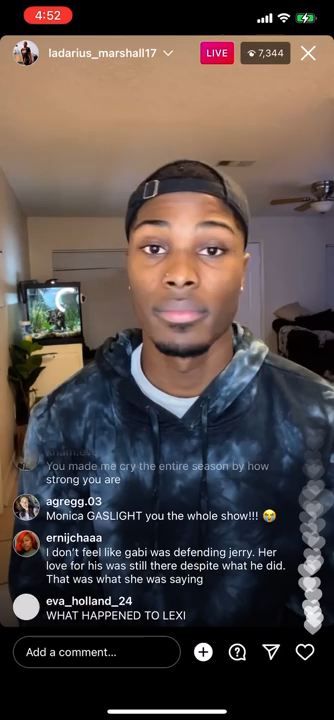 4:52
ladarius_marshall17
LIVE
7,344
You made me cry the entire season by how
strong you are
agregg.03
Monica GASLIGHT you the whole show!!! 😭
ernijchaaa
I don't feel like gabi was defending jerry. Her
love for his was still there despite what he did.
That was what she was saying
eva_holland_24
WHAT HAPPENED TO LEXI
Add a comment...